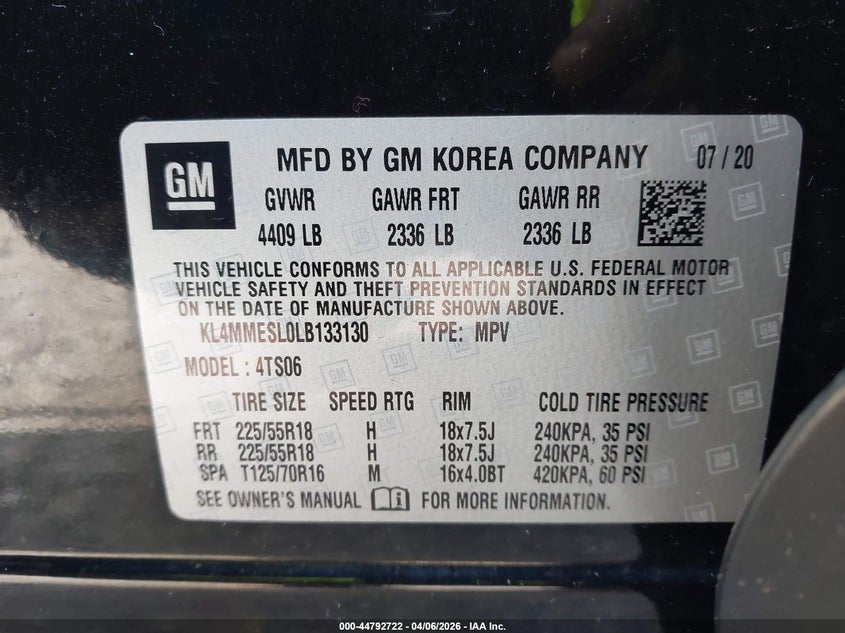 GM
MFD BY GM KOREA COMPANY 07 / 20
GVWR GAWR FRT GAWR RR
4409 LB 2336 LB 2336 LB
THIS VEHICLE CONFORMS TO ALL APPLICABLE U.S. FEDERAL MOTOR
VEHICLE SAFETY AND THEFT PREVENTION STANDARDS IN EFFECT
ON THE DATE OF MANUFACTURE SHOWN ABOVE.
KL4MMESL0LB133130 TYPE: MPV
MODEL : 4TS06
TIRE SIZE SPEED RTG RIM COLD TIRE PRESSURE
FRT 225/55R18 H 18x7.5J 240KPA, 35 PSI
RR 225/55R18 H 18x7.5J 240KPA, 35 PSI
SPA T125/70R16 M 16x4.0BT 420KPA, 60 PSI
SEE OWNER'S MANUAL i FOR MORE INFORMATION.
000-44792722 - 04/06/2026 - IAA Inc.